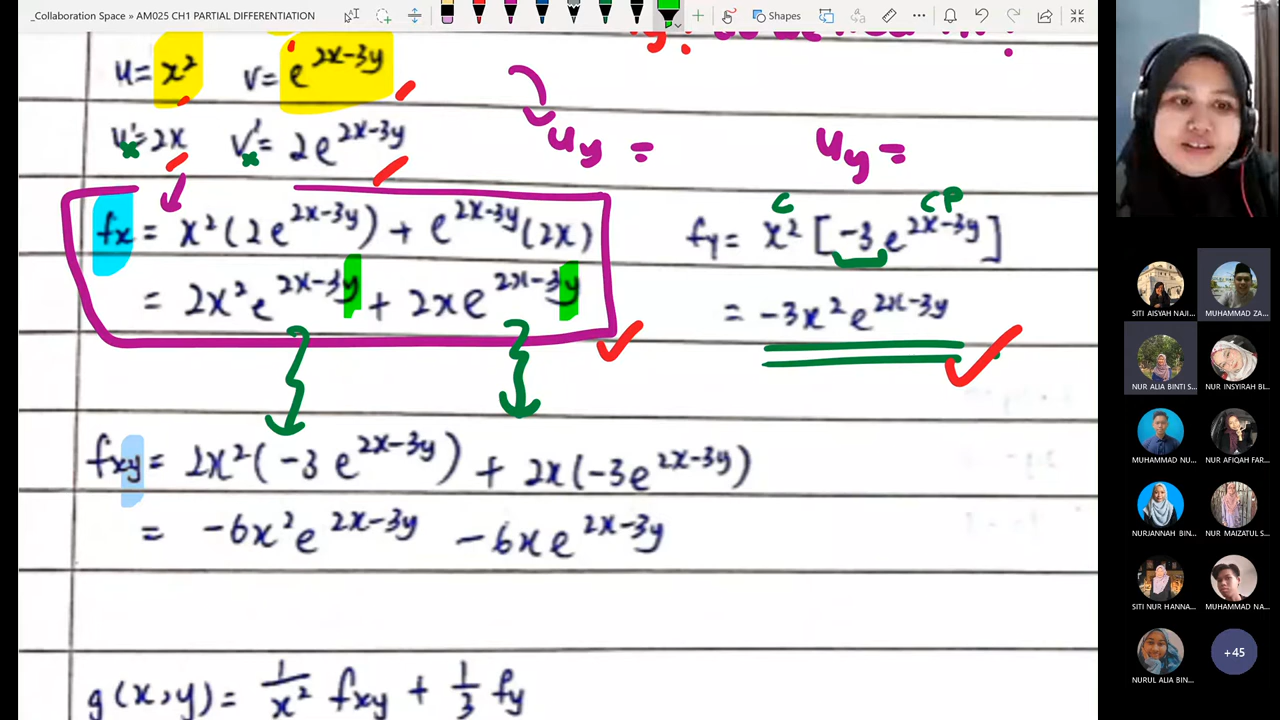 _Collaboration Space » AM025 CH1 PARTIAL DIFFERENTIATION
Shapes
u = x² v = e^{2x-3y}
u' = 2x v' = 2e^{2x-3y}
x x
u_y = u_y =
c cp
fx = x²(2e^{2x-3y}) + e^{2x-3y}(2x) fy = x²[-3e^{2x-3y}]
= 2x²e^{2x-3y} + 2xe^{2x-3y} = -3x²e^{2x-3y}
fxy = 2x²(-3e^{2x-3y}) + 2x(-3e^{2x-3y})
= -6x²e^{2x-3y} - 6xe^{2x-3y}
g(x,y) = 1/x² fxy + 1/3 fy
SITI AISYAH NAJI...
MUHAMMAD ZA...
NUR ALIA BINTI S...
NUR INSYIRAH BI...
MUHAMMAD NU...
NUR AFIQAH FAR...
NURJANNAH BIN...
NUR MAIZATUL S...
SITI NUR HANNA...
MUHAMMAD NA...
NURUL ALIA BIN...
+45